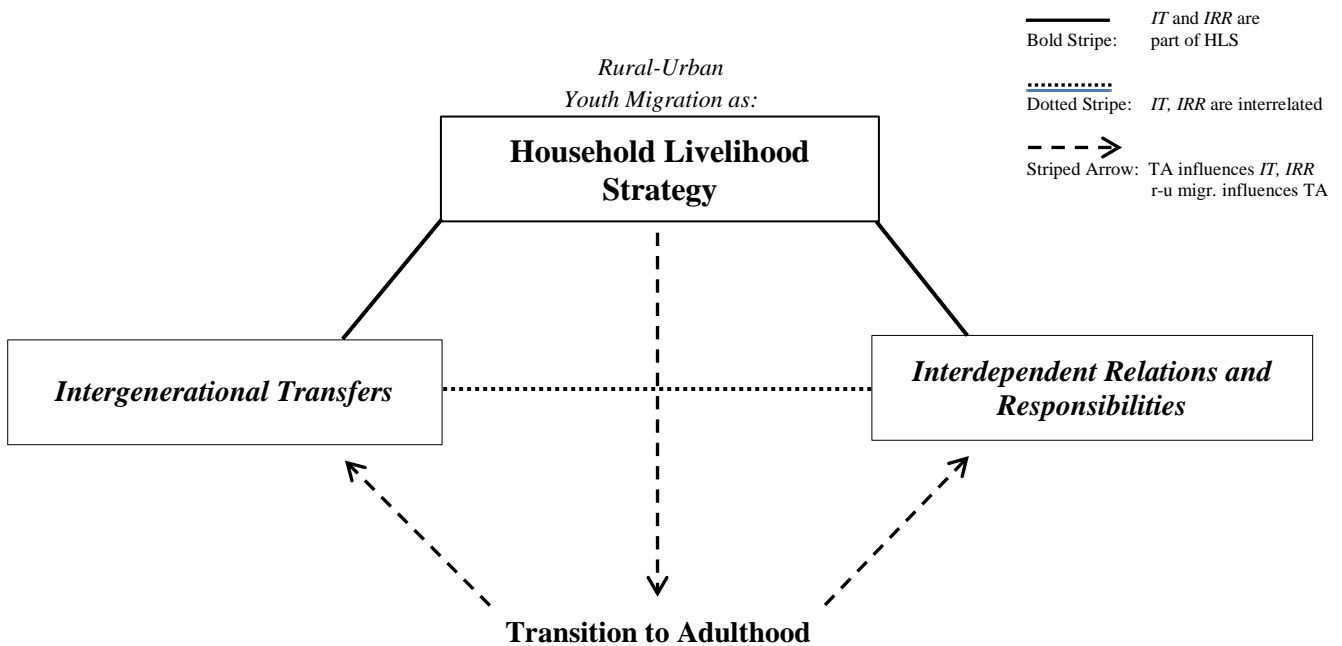 Rural-Urban
Youth Migration as:
Household Livelihood
Strategy
Intergenerational Transfers
Interdependent Relations and
Responsibilities
Transition to Adulthood
IT and IRR are
Bold Stripe: part of HLS
Dotted Stripe: IT, IRR are interrelated
Striped Arrow: TA influences IT, IRR
r-u migr. influences TA